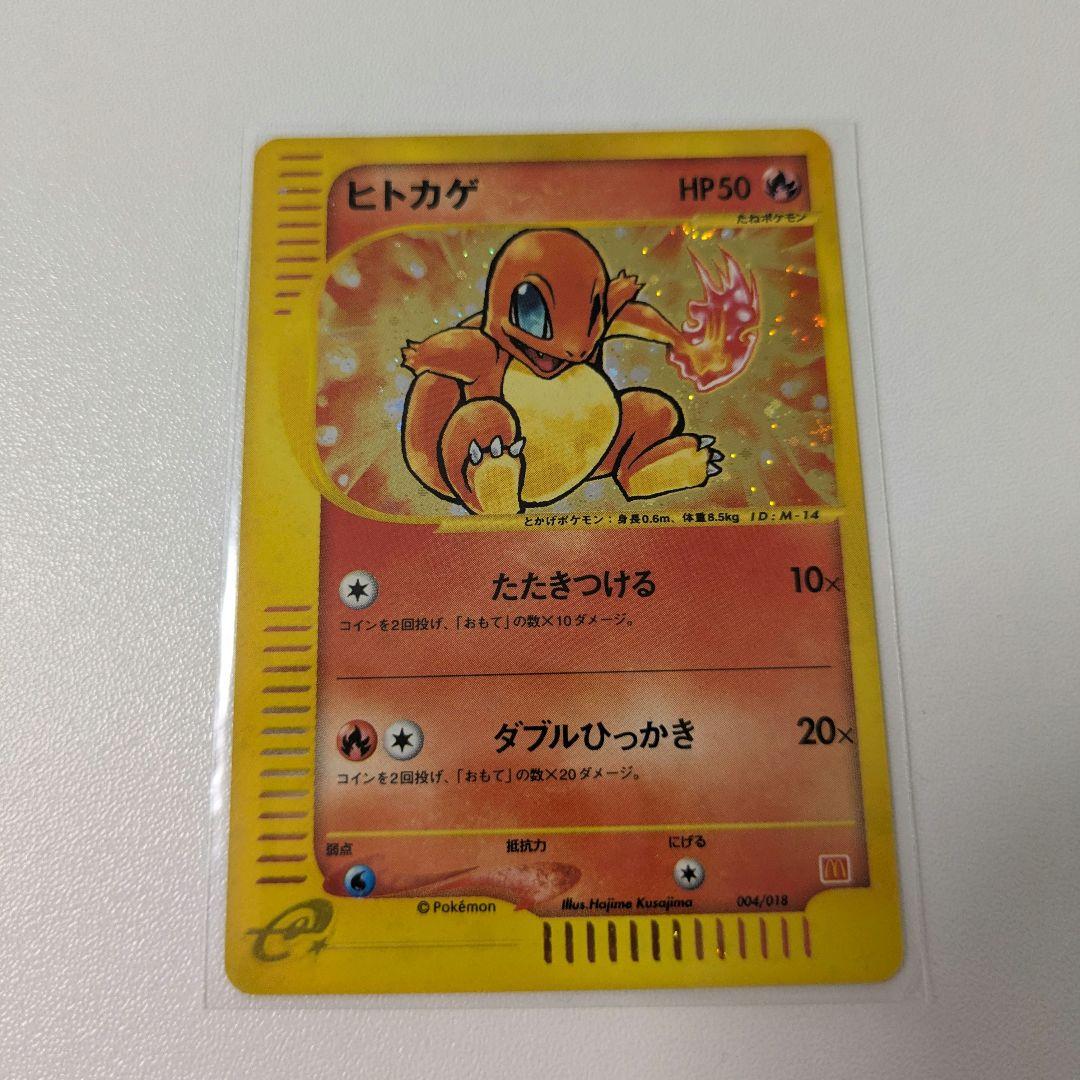 ヒトカゲ HP50
たねポケモン
とかげポケモン：身長0.6m、体重8.5kg ID:M-14
たたきつける 10×
コインを2回投げ、「おもて」の数×10ダメージ。
ダブルひっかき 20×
コインを2回投げ、「おもて」の数×20ダメージ。
弱点 抵抗力 にげる
©Pokémon Illus.Hajime Kusajima 004/018
e